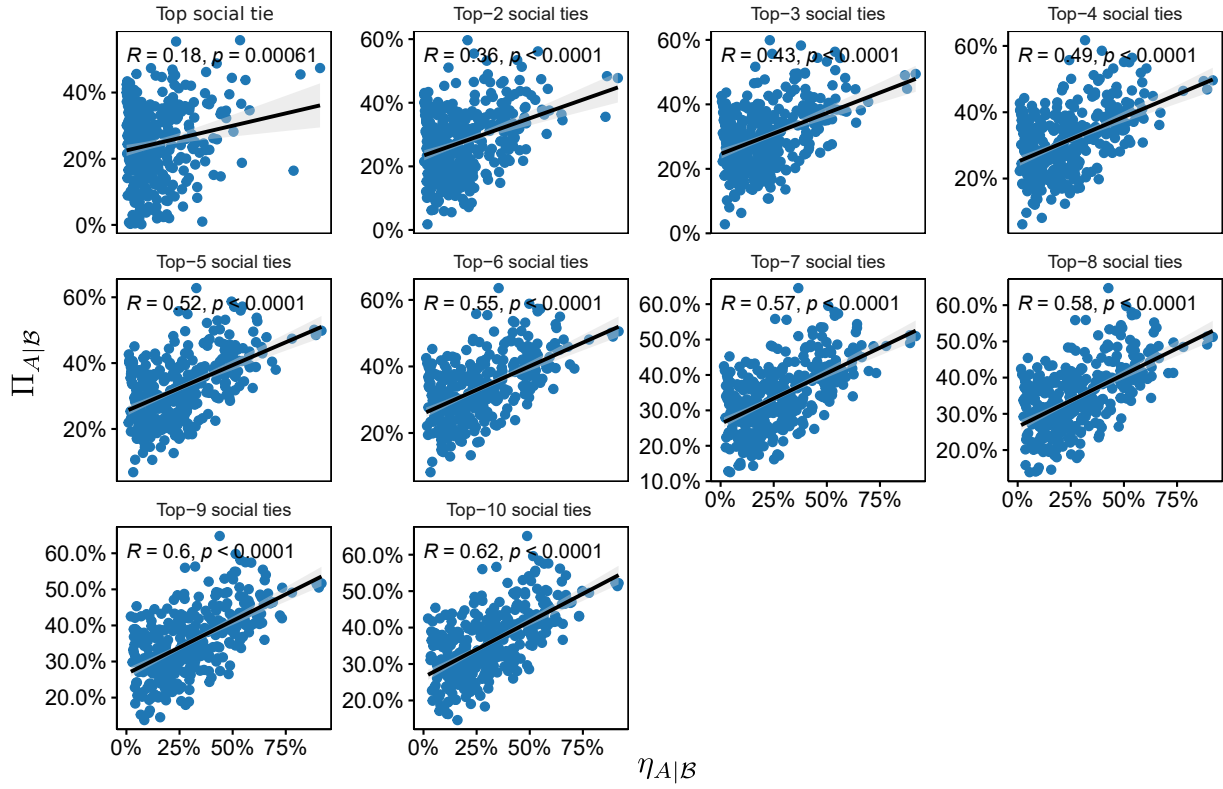 Top social tie
R = 0.18, p = 0.00061
40%
20%
0%
Top−2 social ties
R = 0.36, p < 0.0001
60%
40%
20%
0%
Top−3 social ties
R = 0.43, p < 0.0001
60%
40%
20%
0%
Top−4 social ties
R = 0.49, p < 0.0001
60%
40%
20%
Top−5 social ties
R = 0.52, p < 0.0001
60%
40%
20%
Top−6 social ties
R = 0.55, p < 0.0001
60%
40%
20%
Top−7 social ties
R = 0.57, p < 0.0001
60.0%
50.0%
40.0%
30.0%
20.0%
10.0%
0% 25% 50% 75%
Top−8 social ties
R = 0.58, p < 0.0001
60.0%
50.0%
40.0%
30.0%
20.0%
0% 25% 50% 75%
Top−9 social ties
R = 0.6, p < 0.0001
60.0%
50.0%
40.0%
30.0%
20.0%
0% 25% 50% 75%
Top−10 social ties
R = 0.62, p < 0.0001
60.0%
50.0%
40.0%
30.0%
20.0%
0% 25% 50% 75%
Π_{A|ℬ}
η_{A|ℬ}